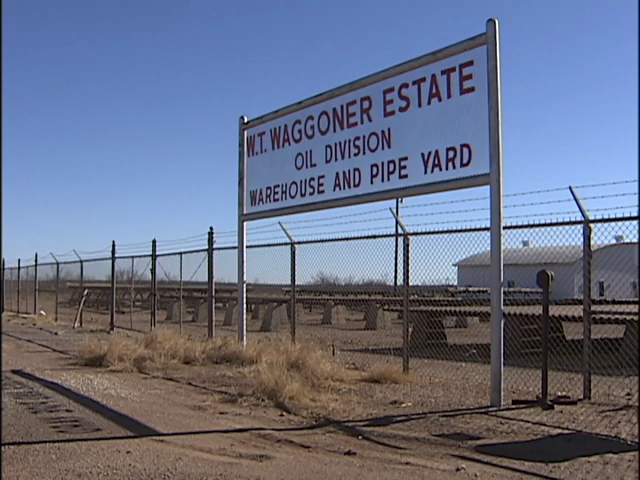 W.T. WAGGONER ESTATE
OIL DIVISION
WAREHOUSE AND PIPE YARD